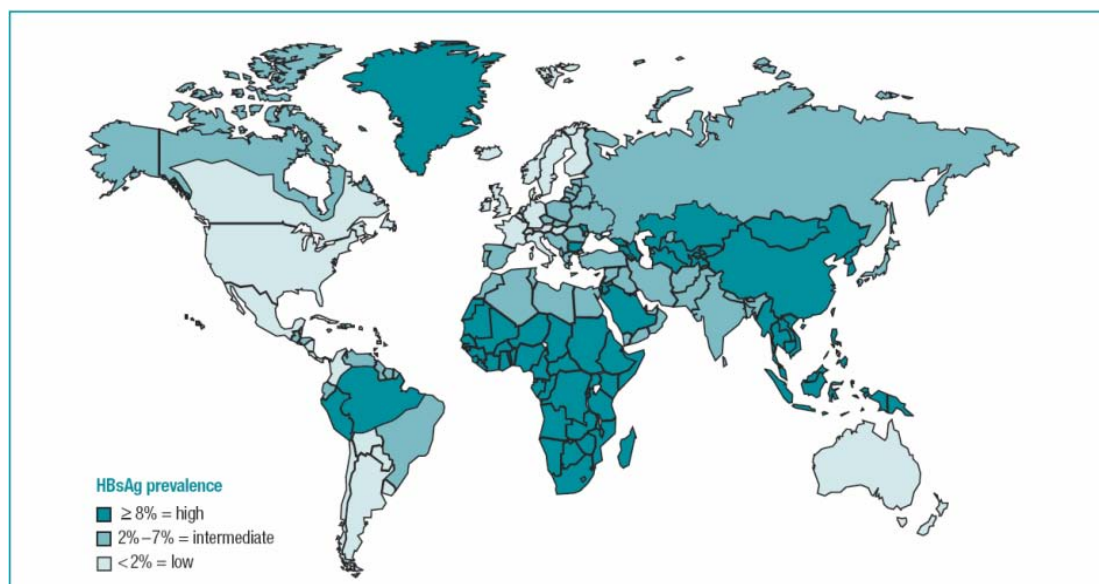 HBsAg prevalence
≥ 8% = high
2%–7% = intermediate
< 2% = low